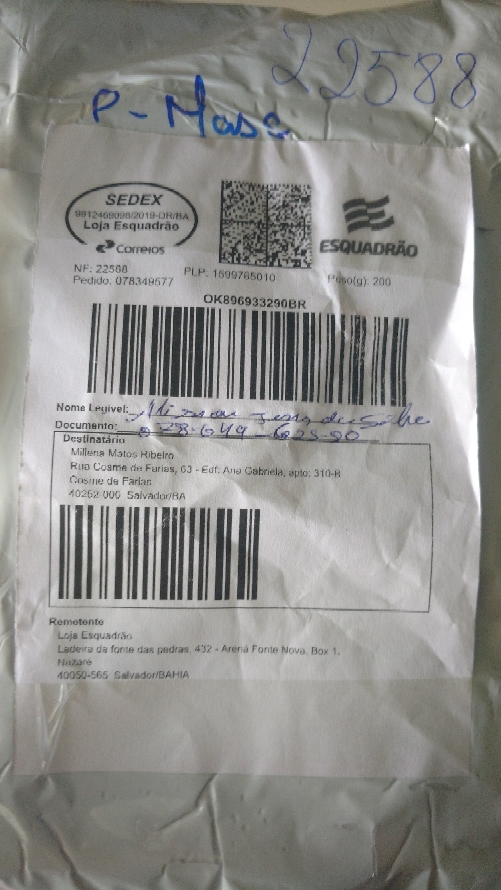 22588
P-Masc
SEDEX
9912469096/2019-DR/BA
Loja Esquadrão
Correios
ESQUADRÃO
NF: 22588 PLP: 1599765010 Peso(g): 200
Pedido: 078349577
OK896933290BR
Nome Legível:
Documento:
Destinatário
Millena Matos Ribeiro
Rua Cosme de Farias, 63 - Edf: Ana Gabriela, apto: 310-B
Cosme de Farias
40252-000 Salvador/BA
Remetente
Loja Esquadrão
Ladeira da fonte das pedras, 432 - Arena Fonte Nova, Box 1.
Nazaré
40050-565 Salvador/BAHIA